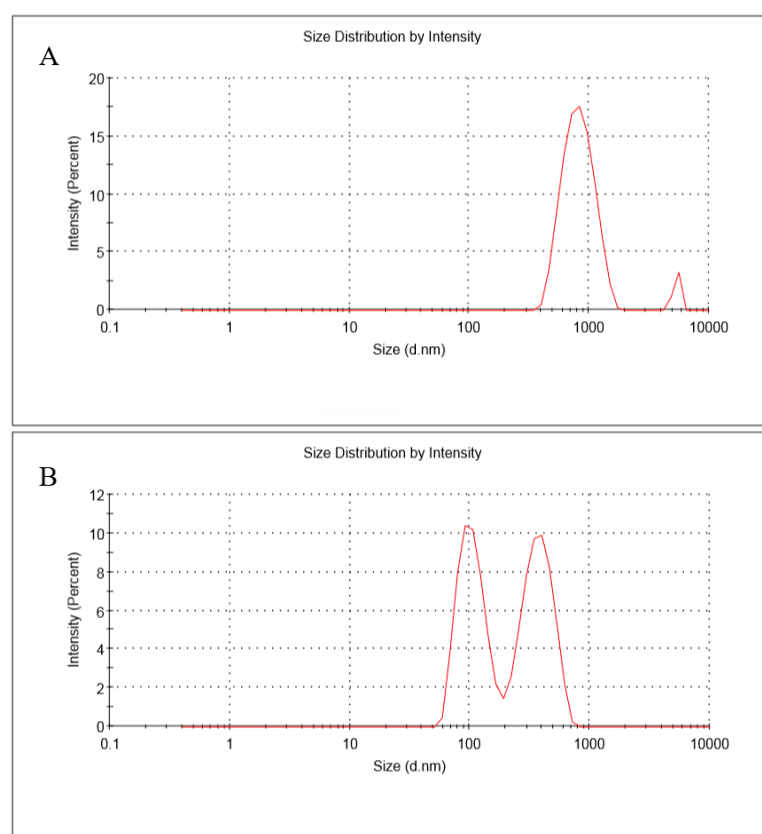 Size Distribution by Intensity
A
20
15
10
5
0
Intensity (Percent)
0.1 1 10 100 1000 10000
Size (d.nm)
Size Distribution by Intensity
B
12
10
8
6
4
2
0
Intensity (Percent)
0.1 1 10 100 1000 10000
Size (d.nm)